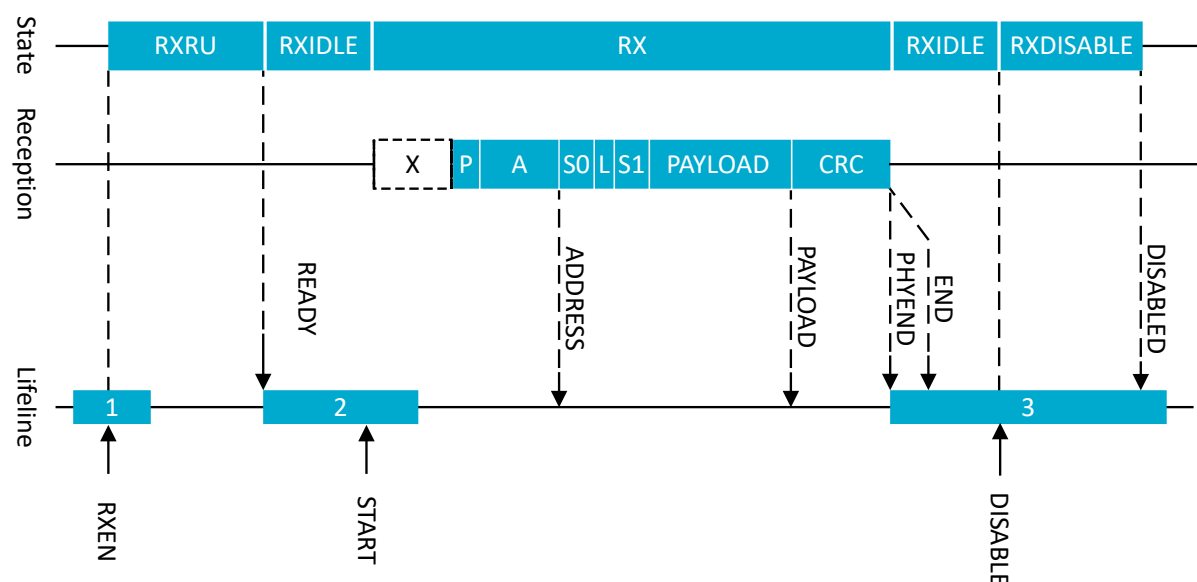 State
RXRU
RXIDLE
RX
RXIDLE
RXDISABLE
Reception
X
P
A
S0
L
S1
PAYLOAD
CRC
READY
ADDRESS
PAYLOAD
PHYEND
END
DISABLED
Lifeline
1
2
3
RXEN
START
DISABLE